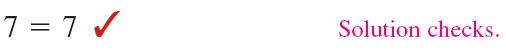 7 = 7 ✓ Solution checks.